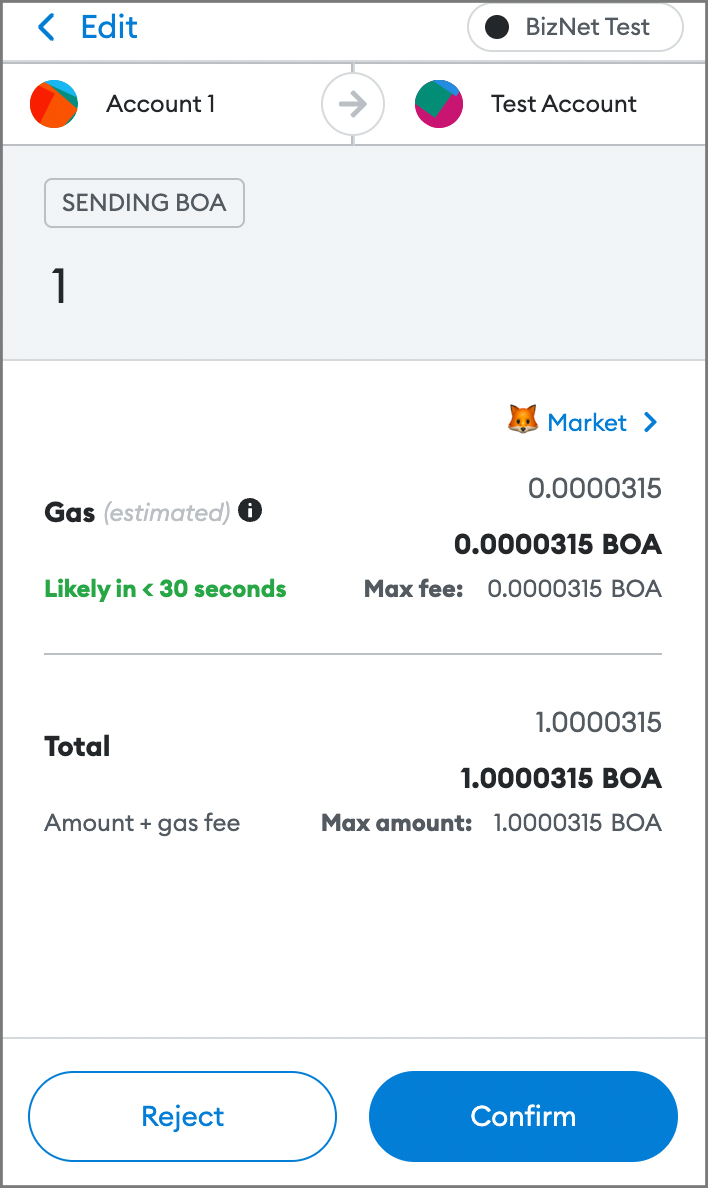 Edit
BizNet Test
Account 1
Test Account
SENDING BOA
1
Market
0.0000315
Gas (estimated)
0.0000315 BOA
Likely in < 30 seconds
Max fee: 0.0000315 BOA
1.0000315
Total
1.0000315 BOA
Amount + gas fee
Max amount: 1.0000315 BOA
Reject
Confirm